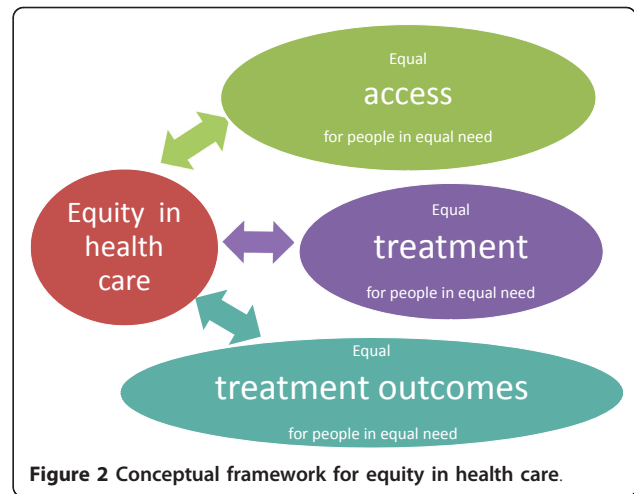 Equal
access
for people in equal need
Equity in
health
care
Equal
treatment
for people in equal need
Equal
treatment outcomes
for people in equal need
Figure 2 Conceptual framework for equity in health care.